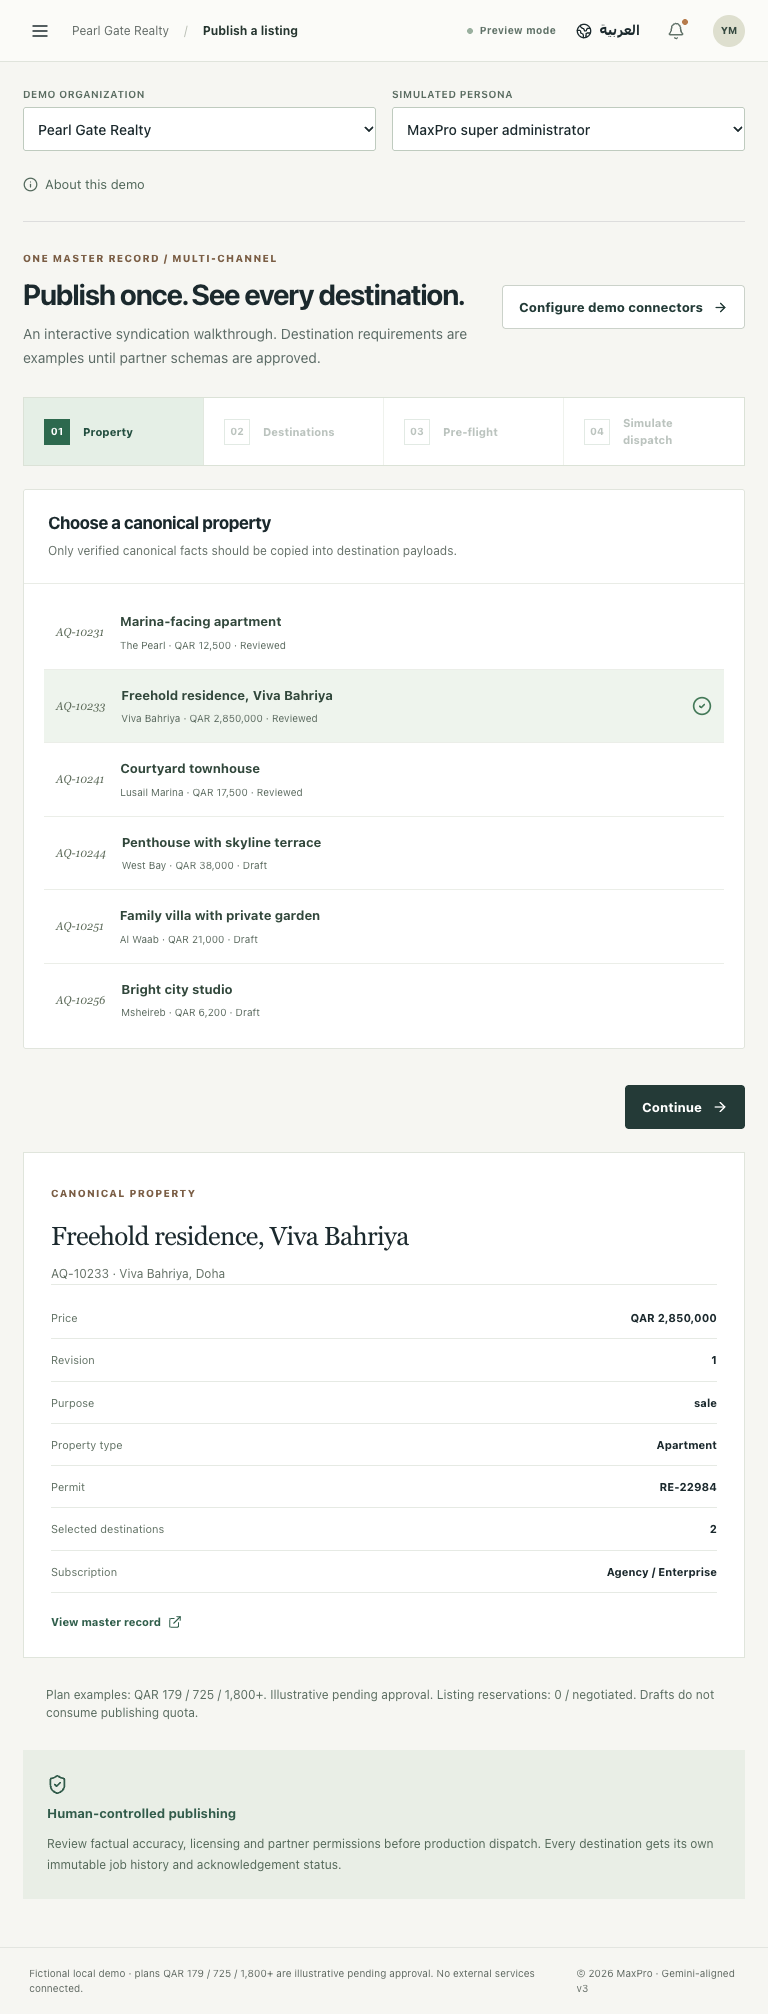 Pearl Gate Realty / Publish a listing
Preview mode
العربية
YM
DEMO ORGANIZATION
Pearl Gate Realty
SIMULATED PERSONA
MaxPro super administrator
About this demo
ONE MASTER RECORD / MULTI-CHANNEL
Publish once. See every destination.
An interactive syndication walkthrough. Destination requirements are
examples until partner schemas are approved.
Configure demo connectors
01 Property
02 Destinations
03 Pre-flight
04 Simulate
dispatch
Choose a canonical property
Only verified canonical facts should be copied into destination payloads.
AQ-10231
Marina-facing apartment
The Pearl · QAR 12,500 · Reviewed
AQ-10233
Freehold residence, Viva Bahriya
Viva Bahriya · QAR 2,850,000 · Reviewed
AQ-10241
Courtyard townhouse
Lusail Marina · QAR 17,500 · Reviewed
AQ-10244
Penthouse with skyline terrace
West Bay · QAR 38,000 · Draft
AQ-10251
Family villa with private garden
Al Waab · QAR 21,000 · Draft
AQ-10256
Bright city studio
Msheireb · QAR 6,200 · Draft
Continue
CANONICAL PROPERTY
Freehold residence, Viva Bahriya
AQ-10233 · Viva Bahriya, Doha
Price QAR 2,850,000
Revision 1
Purpose sale
Property type Apartment
Permit RE-22984
Selected destinations 2
Subscription Agency / Enterprise
View master record
Plan examples: QAR 179 / 725 / 1,800+. Illustrative pending approval. Listing reservations: 0 / negotiated. Drafts do not
consume publishing quota.
Human-controlled publishing
Review factual accuracy, licensing and partner permissions before production dispatch. Every destination gets its own
immutable job history and acknowledgement status.
Fictional local demo · plans QAR 179 / 725 / 1,800+ are illustrative pending approval. No external services
connected.
© 2026 MaxPro · Gemini-aligned
v3